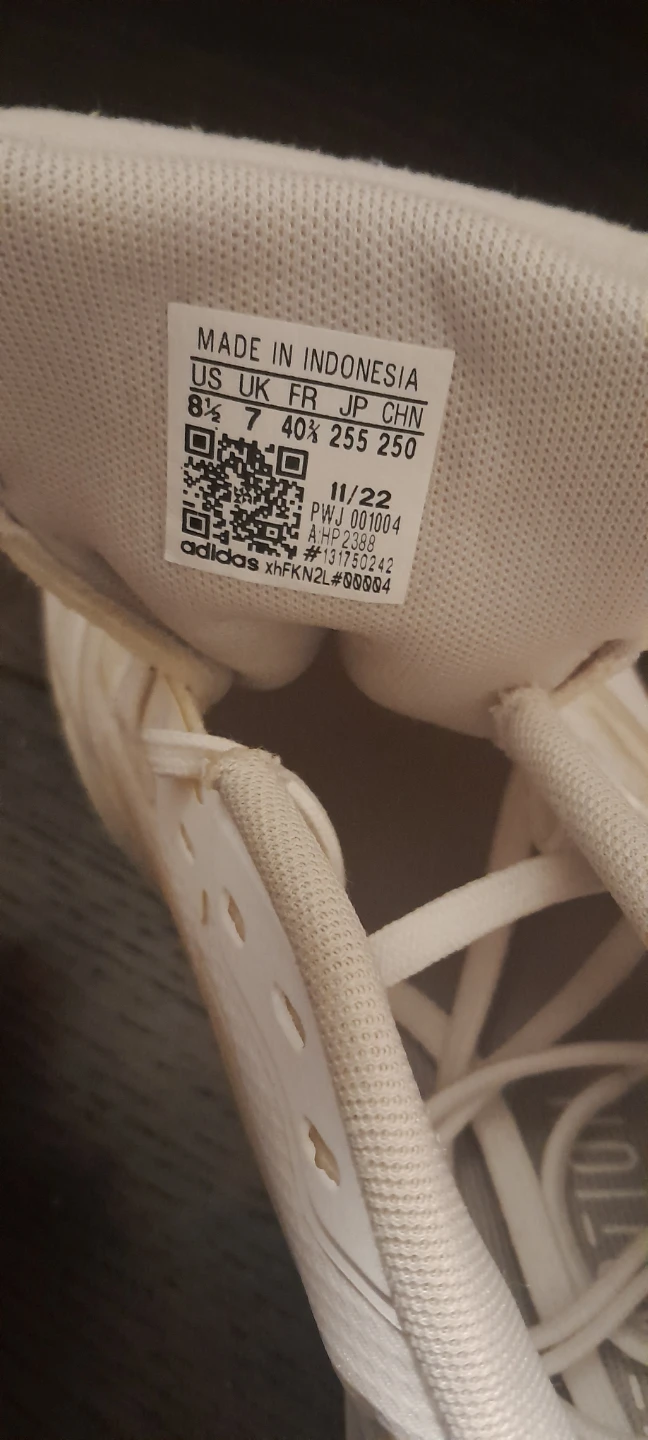 MADE IN INDONESIA
US UK FR JP CHN
8½ 7 40⅔ 255 250
11/22
PWJ 001004
A:HP2388
#131750242
adidas xhFKN2L#00004